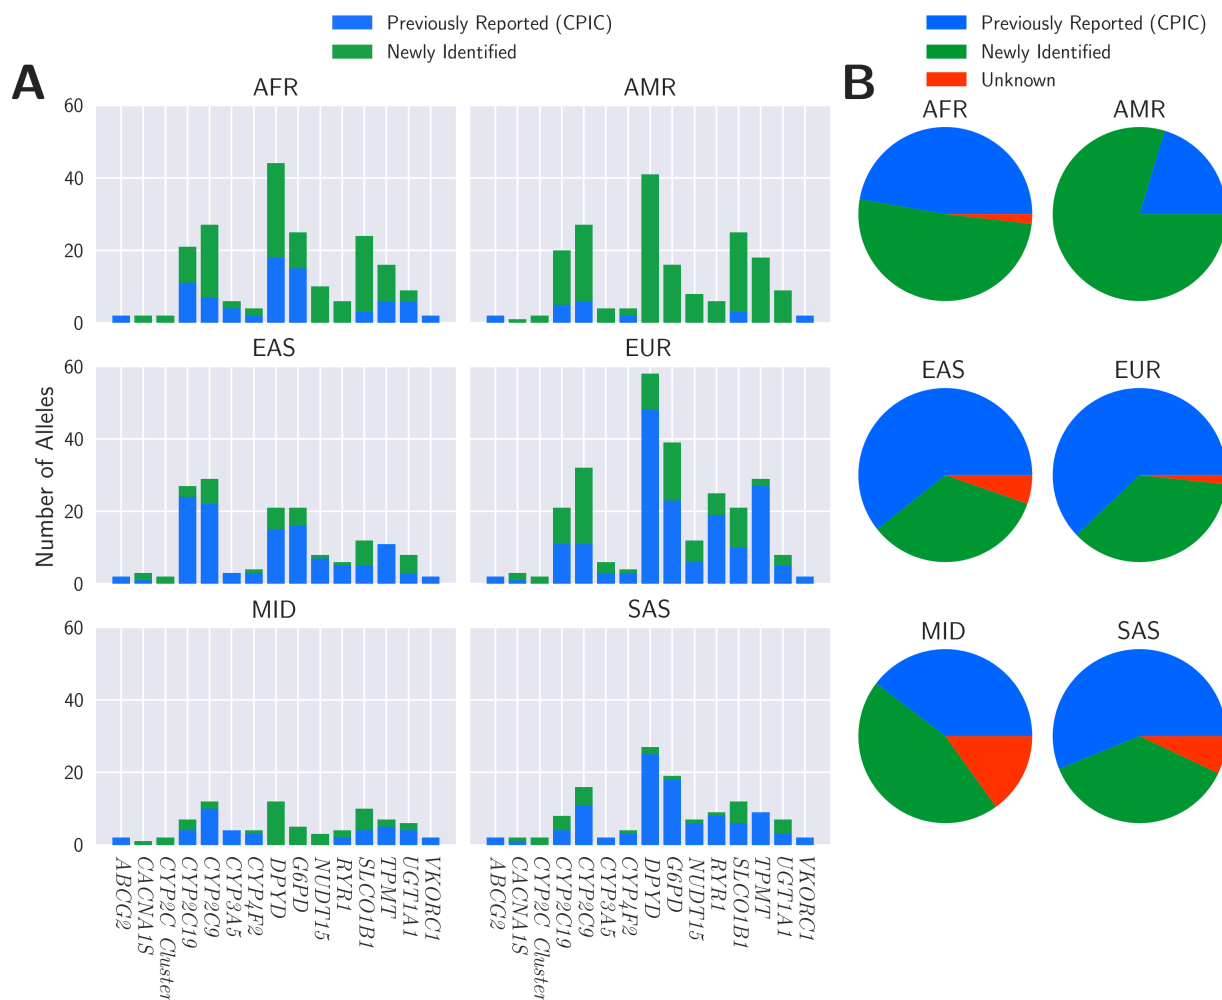 Previously Reported (CPIC)
Newly Identified
Previously Reported (CPIC)
Newly Identified
Unknown
A
B
AFR
AMR
60
40
20
0
EAS
EUR
60
40
20
0
Number of Alleles
MID
SAS
60
40
20
0
ABCG2
CACNA1S
CYP2C Cluster
CYP2C19
CYP2C9
CYP3A5
CYP4F2
DPYD
G6PD
NUDT15
RYR1
SLCO1B1
TPMT
UGT1A1
VKORC1
ABCG2
CACNA1S
CYP2C Cluster
CYP2C19
CYP2C9
CYP3A5
CYP4F2
DPYD
G6PD
NUDT15
RYR1
SLCO1B1
TPMT
UGT1A1
VKORC1
AFR
AMR
EAS
EUR
MID
SAS